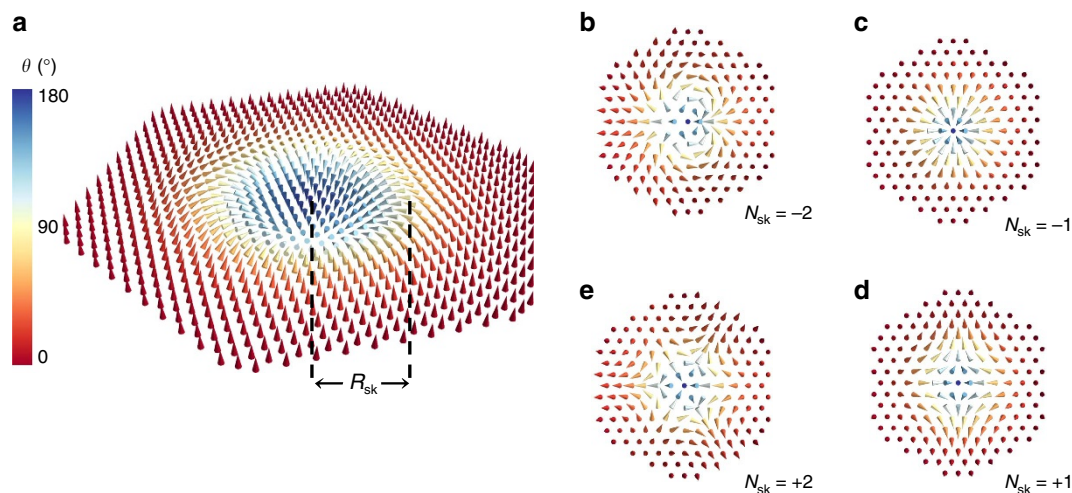 a
θ (°)
180
90
0
R_sk
b
N_sk = −2
c
N_sk = −1
e
N_sk = +2
d
N_sk = +1